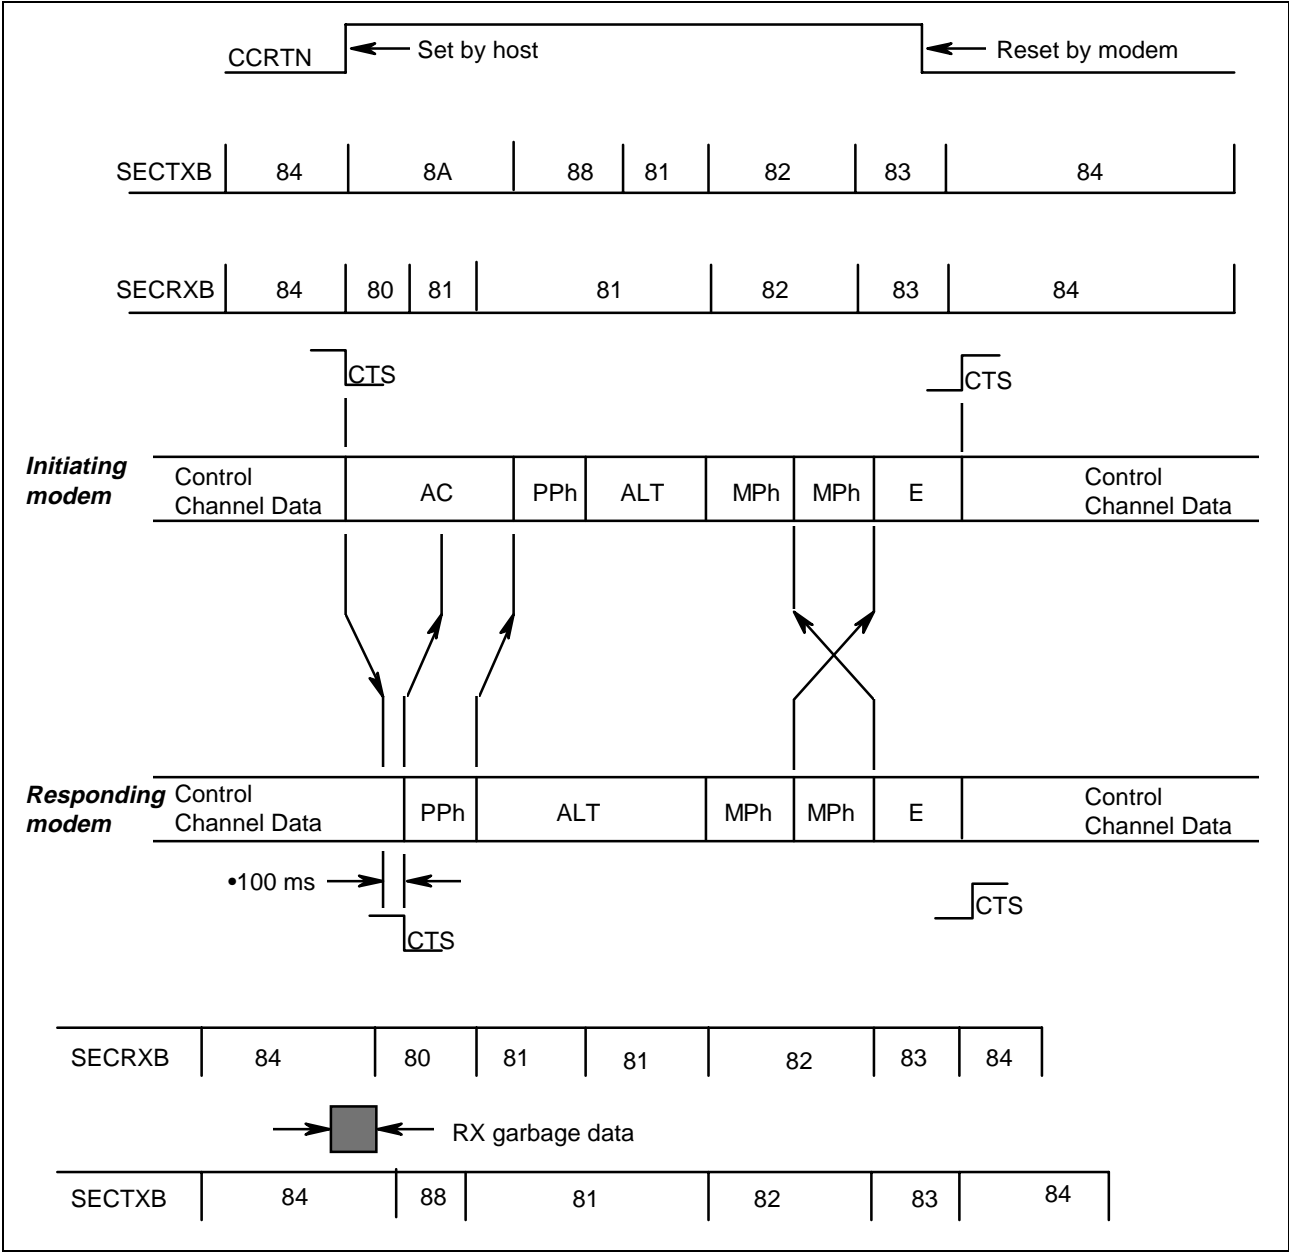 CCRTN Set by host Reset by modem
SECTXB 84 8A 88 81 82 83 84
SECRXB 84 80 81 81 82 83 84
CTS CTS
Initiating modem
Control Channel Data
AC PPh ALT MPh MPh E
Control Channel Data
Responding modem
Control Channel Data
PPh ALT MPh MPh E
Control Channel Data
•100 ms
CTS
CTS
SECRXB 84 80 81 81 82 83 84
RX garbage data
SECTXB 84 88 81 82 83 84